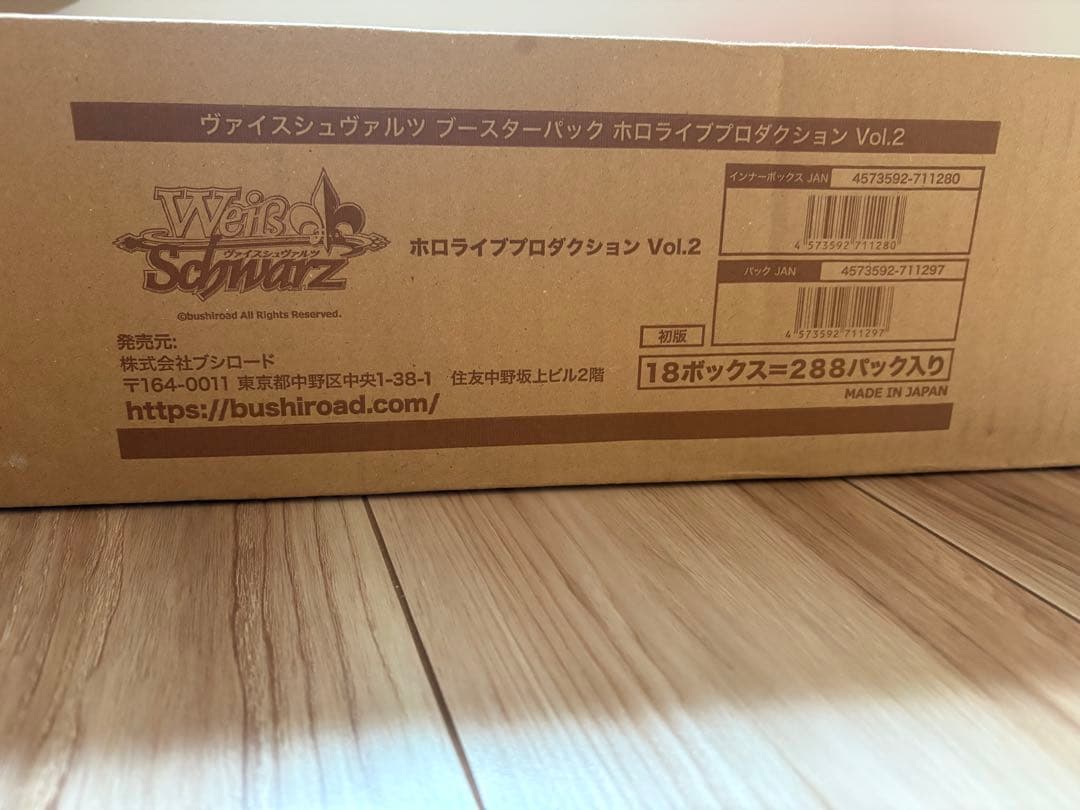 ヴァイスシュヴァルツ ブースターパック ホロライブプロダクション Vol.2
Weiß
ヴァイスシュヴァルツ
Schwarz
©bushiroad All Rights Reserved.
ホロライブプロダクション Vol.2
インナーボックス JAN 4573592-711280
4 573592 711280
パック JAN 4573592-711297
4 573592 711297
発売元:
株式会社ブシロード
〒164-0011 東京都中野区中央1-38-1 住友中野坂上ビル2階
https://bushiroad.com/
初版
18ボックス=288パック入り
MADE IN JAPAN